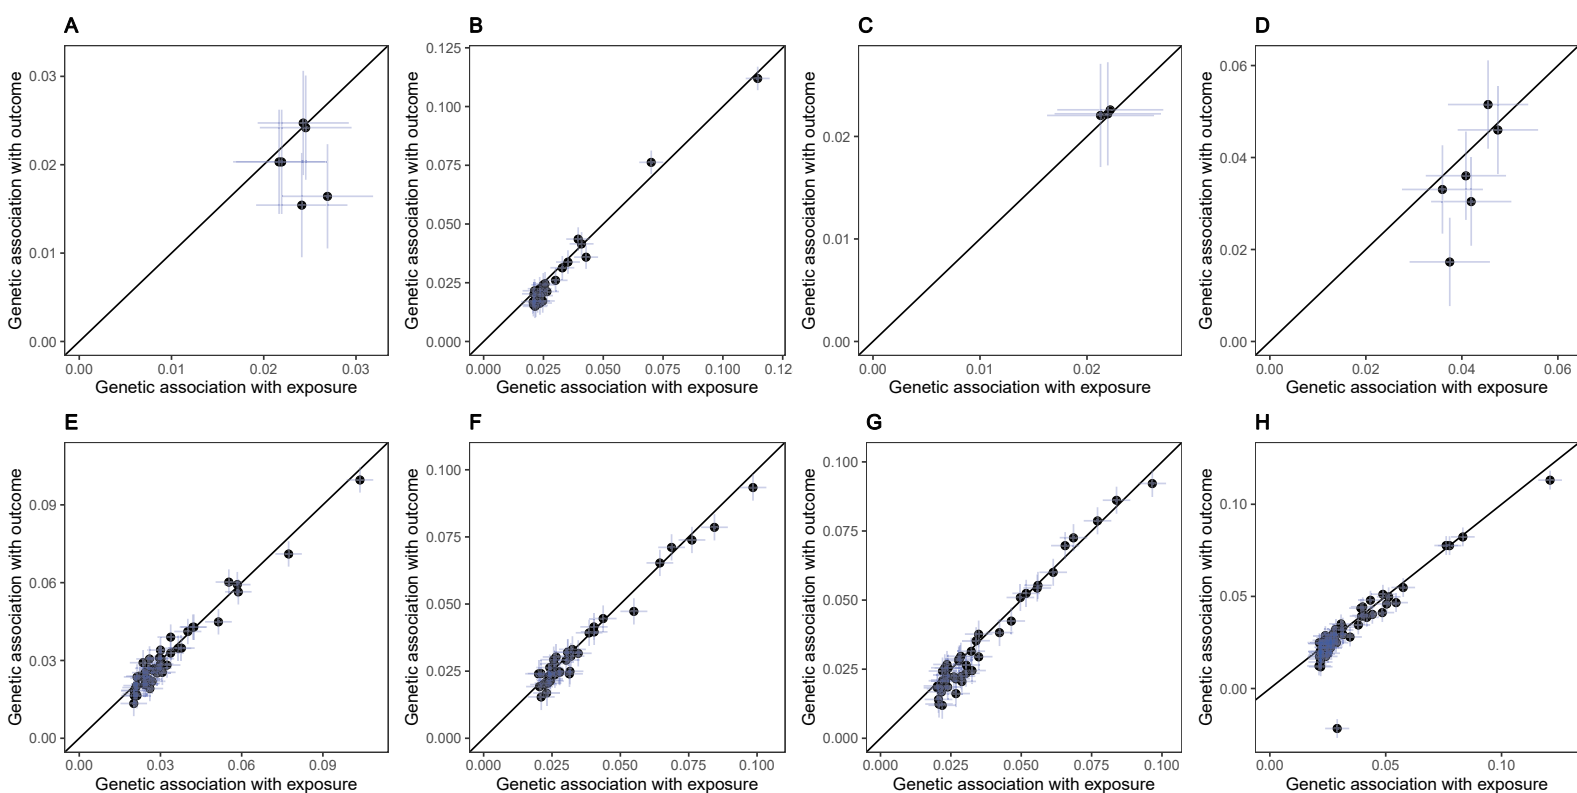 A
Genetic association with outcome
0.03
0.02
0.01
0.00
0.00 0.01 0.02 0.03
Genetic association with exposure
B
Genetic association with outcome
0.125
0.100
0.075
0.050
0.025
0.000
0.000 0.025 0.050 0.075 0.100 0.12
Genetic association with exposure
C
Genetic association with outcome
0.02
0.01
0.00
0.00 0.01 0.02
Genetic association with exposure
D
Genetic association with outcome
0.06
0.04
0.02
0.00
0.00 0.02 0.04 0.06
Genetic association with exposure
E
Genetic association with outcome
0.09
0.06
0.03
0.00
0.00 0.03 0.06 0.09
Genetic association with exposure
F
Genetic association with outcome
0.100
0.075
0.050
0.025
0.000
0.000 0.025 0.050 0.075 0.100
Genetic association with exposure
G
Genetic association with outcome
0.100
0.075
0.050
0.025
0.000
0.000 0.025 0.050 0.075 0.100
Genetic association with exposure
H
Genetic association with outcome
0.10
0.05
0.00
0.00 0.05 0.10
Genetic association with exposure